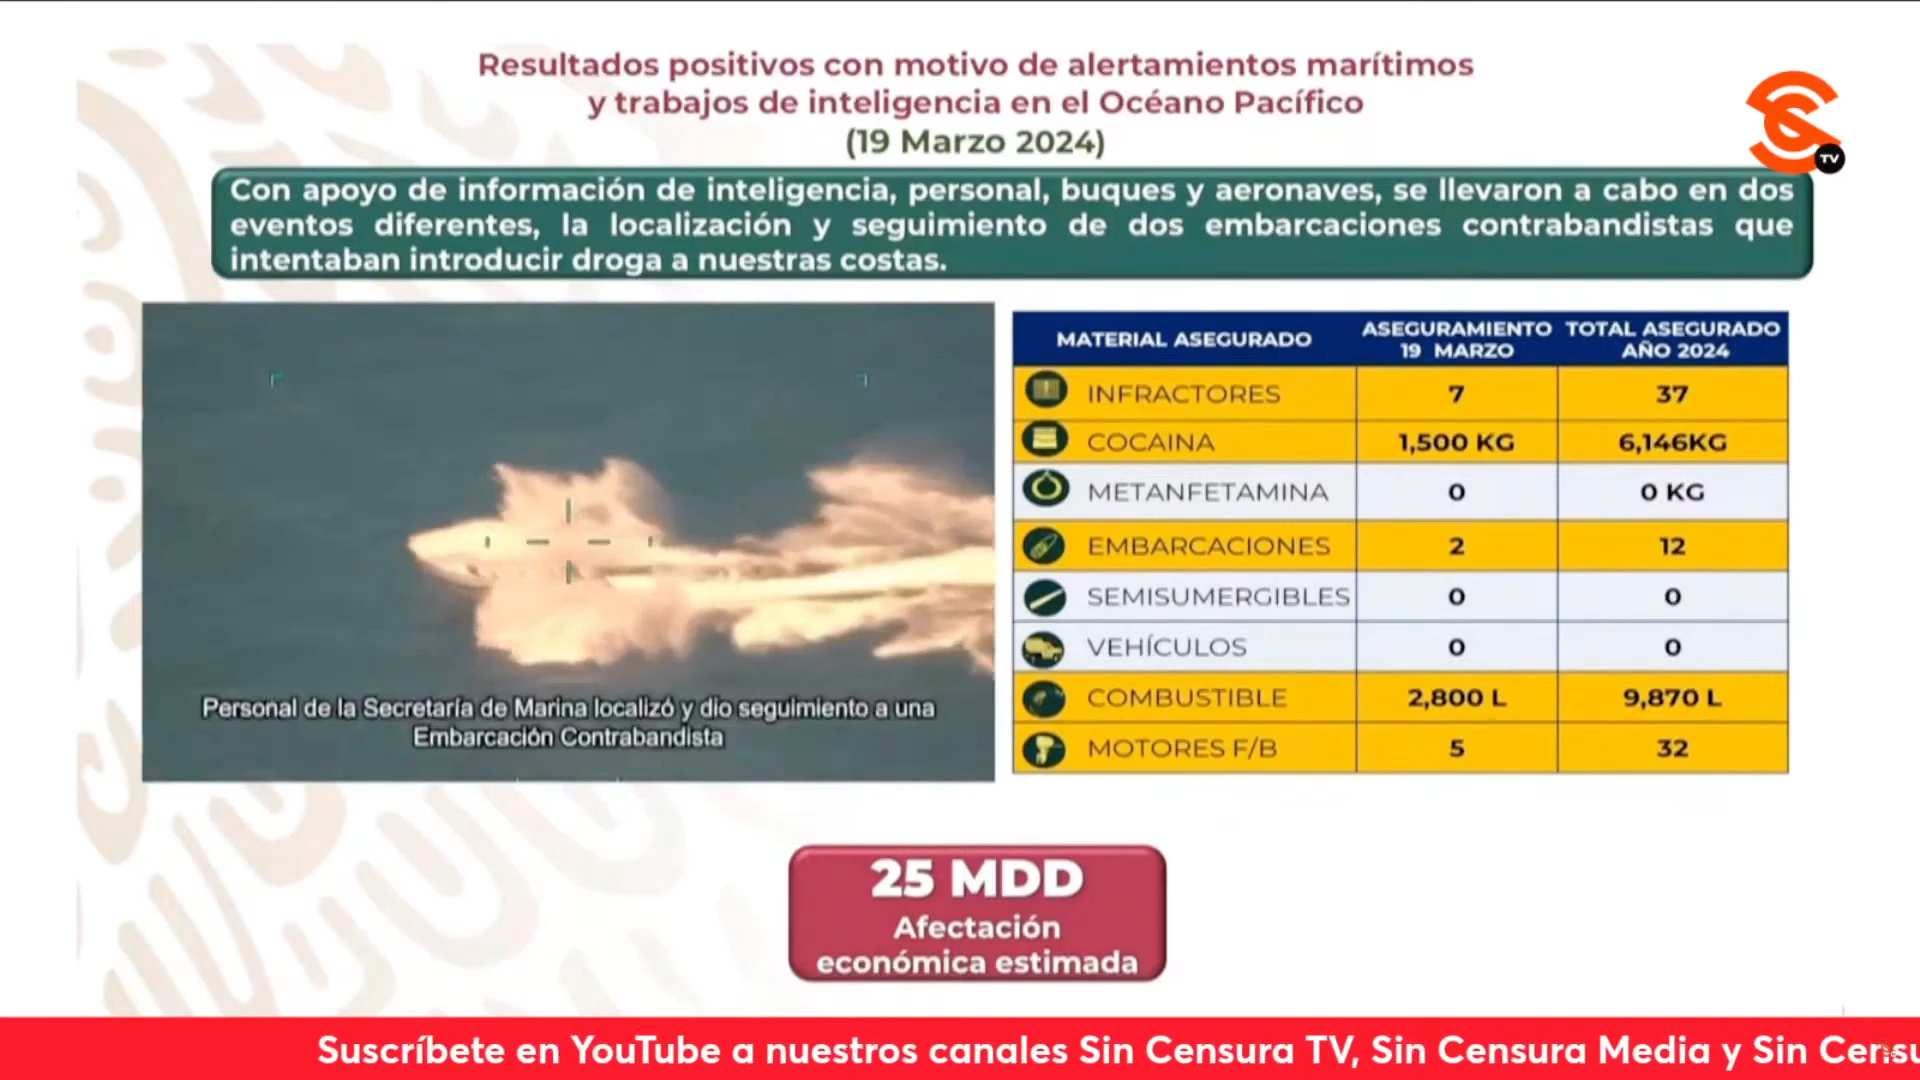 Resultados positivos con motivo de alertamientos marítimos
y trabajos de inteligencia en el Océano Pacífico
(19 Marzo 2024)
TV
Con apoyo de información de inteligencia, personal, buques y aeronaves, se llevaron a cabo en dos
eventos diferentes, la localización y seguimiento de dos embarcaciones contrabandistas que
intentaban introducir droga a nuestras costas.
Personal de la Secretaría de Marina localizó y dio seguimiento a una
Embarcación Contrabandista
MATERIAL ASEGURADO ASEGURAMIENTO 19 MARZO TOTAL ASEGURADO AÑO 2024
INFRACTORES 7 37
COCAINA 1,500 KG 6,146KG
METANFETAMINA 0 0 KG
EMBARCACIONES 2 12
SEMISUMERGIBLES 0 0
VEHÍCULOS 0 0
COMBUSTIBLE 2,800 L 9,870 L
MOTORES F/B 5 32
25 MDD
Afectación
económica estimada
Suscríbete en YouTube a nuestros canales Sin Censura TV, Sin Censura Media y Sin Censu